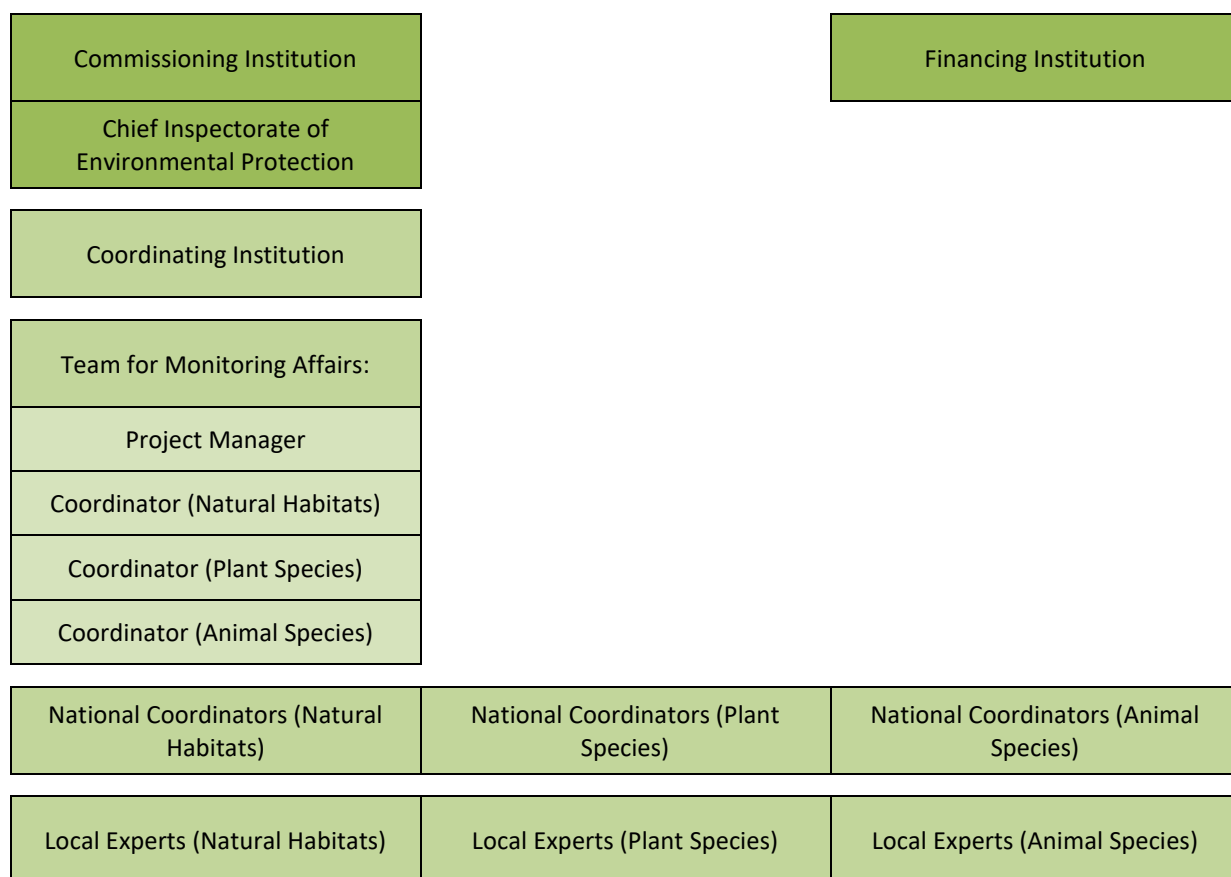 Commissioning Institution
Financing Institution
Chief Inspectorate of
Environmental Protection
Coordinating Institution
Team for Monitoring Affairs:
Project Manager
Coordinator (Natural Habitats)
Coordinator (Plant Species)
Coordinator (Animal Species)
National Coordinators (Natural
Habitats)
National Coordinators (Plant
Species)
National Coordinators (Animal
Species)
Local Experts (Natural Habitats)
Local Experts (Plant Species)
Local Experts (Animal Species)